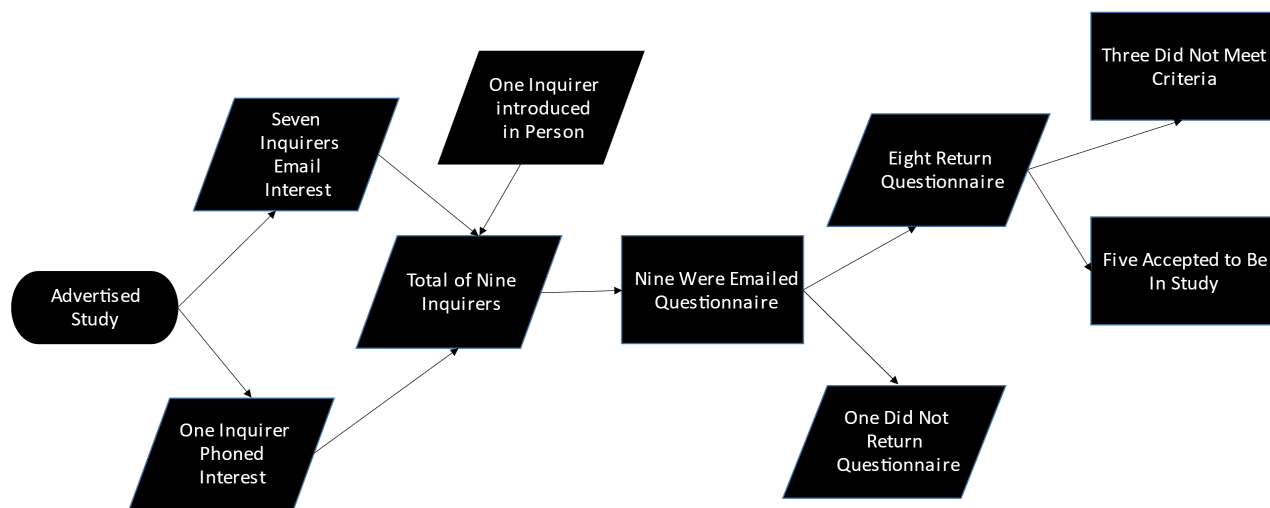 Advertised
Study
Seven
Inquirers
Email
Interest
One Inquirer
Phoned
Interest
One Inquirer
introduced
in Person
Total of Nine
Inquirers
Nine Were Emailed
Questionnaire
Eight Return
Questionnaire
One Did Not
Return
Questionnaire
Three Did Not Meet
Criteria
Five Accepted to Be
In Study